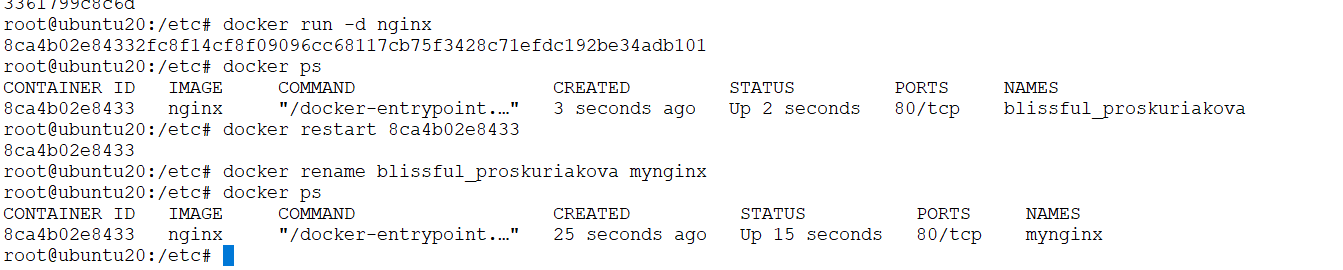 3361799c8c6d
root@ubuntu20:/etc# docker run -d nginx
8ca4b02e84332fc8f14cf8f09096cc68117cb75f3428c71efdc192be34adb101
root@ubuntu20:/etc# docker ps
CONTAINER ID   IMAGE     COMMAND                  CREATED         STATUS         PORTS     NAMES
8ca4b02e8433   nginx     "/docker-entrypoint.…"   3 seconds ago   Up 2 seconds   80/tcp    blissful_proskuriakova
root@ubuntu20:/etc# docker restart 8ca4b02e8433
8ca4b02e8433
root@ubuntu20:/etc# docker rename blissful_proskuriakova mynginx
root@ubuntu20:/etc# docker ps
CONTAINER ID   IMAGE     COMMAND                  CREATED          STATUS          PORTS     NAMES
8ca4b02e8433   nginx     "/docker-entrypoint.…"   25 seconds ago   Up 15 seconds   80/tcp    mynginx
root@ubuntu20:/etc#